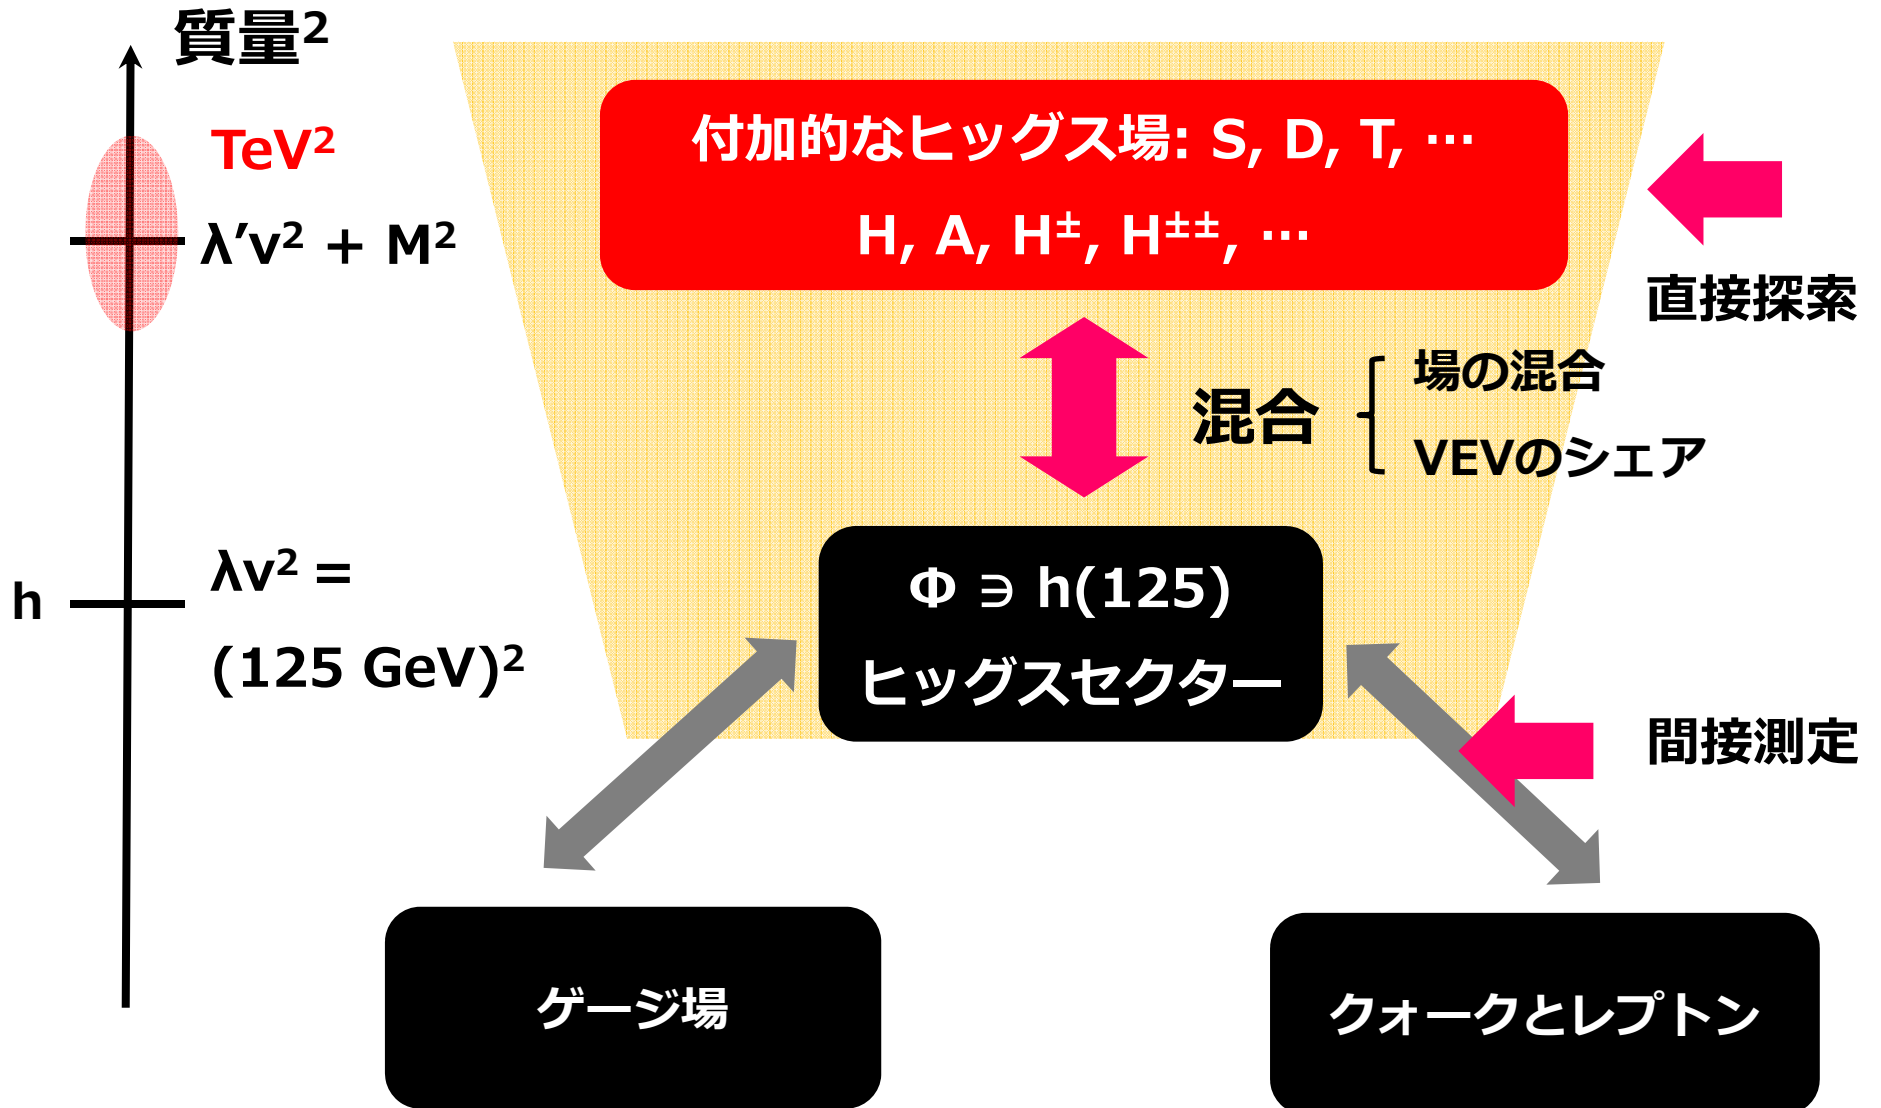 質量²
TeV²
λ’v² + M²
h
λv² =
(125 GeV)²
付加的なヒッグス場: S, D, T, …
H, A, H±, H±±, …
直接探索
混合
場の混合
VEVのシェア
Φ ∋ h(125)
ヒッグスセクター
間接測定
ゲージ場
クォークとレプトン